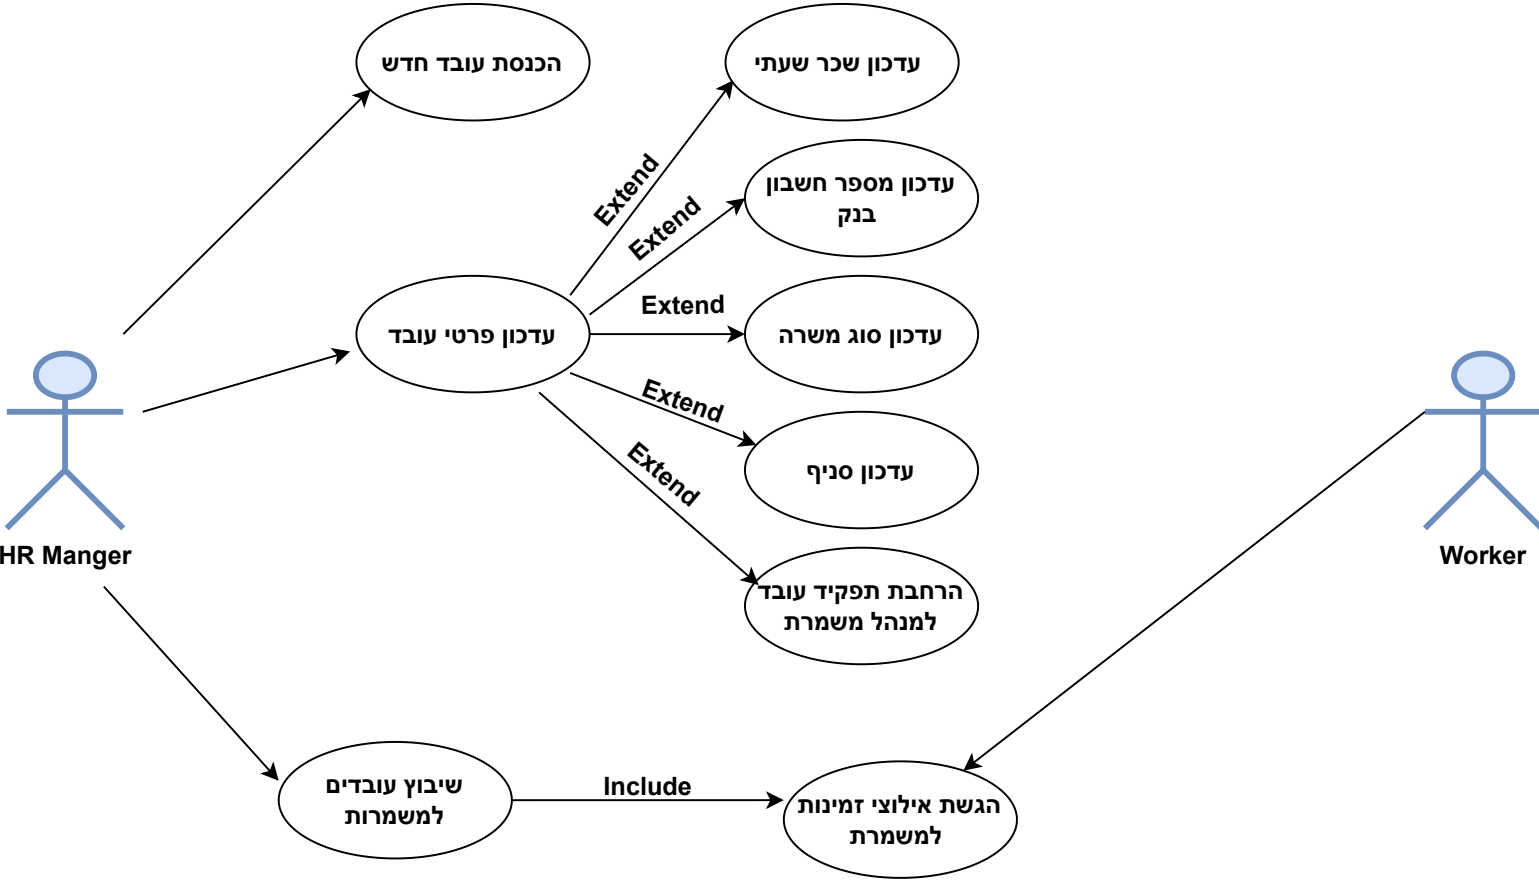 הכנסת עובד חדש
עדכון שכר שעתי
Extend
עדכון מספר חשבון
בנק
Extend
עדכון פרטי עובד
Extend
עדכון סוג משרה
Extend
עדכון סניף
Extend
הרחבת תפקיד עובד
למנהל משמרת
HR Manger
Worker
שיבוץ עובדים
למשמרות
Include
הגשת אילוצי זמינות
למשמרת